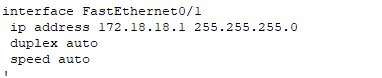 interface FastEthernet0/1
ip address 172.18.18.1 255.255.255.0
duplex auto
speed auto
!